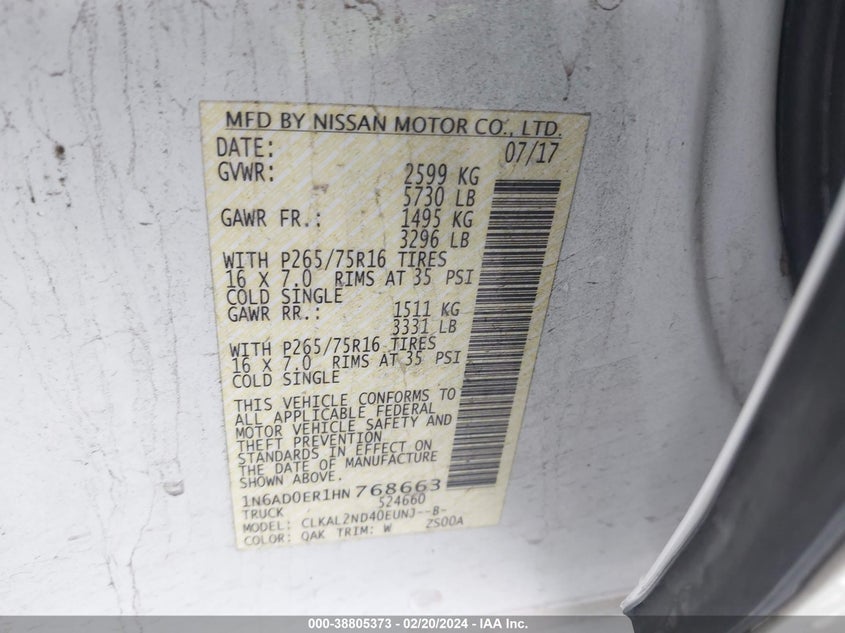 MFD BY NISSAN MOTOR CO., LTD.
DATE: 07/17
GVWR: 2599 KG
5730 LB
GAWR FR.: 1495 KG
3296 LB
WITH P265/75R16 TIRES
16 X 7.0 RIMS AT 35 PSI
COLD SINGLE
GAWR RR.: 1511 KG
3331 LB
WITH P265/75R16 TIRES
16 X 7.0 RIMS AT 35 PSI
COLD SINGLE
THIS VEHICLE CONFORMS TO
ALL APPLICABLE FEDERAL
MOTOR VEHICLE SAFETY AND
THEFT PREVENTION
STANDARDS IN EFFECT ON
THE DATE OF MANUFACTURE
SHOWN ABOVE.
1N6AD0ER1HN768663
TRUCK 524660
MODEL: CLKAL2ND40EUNJ--B-
COLOR: QAK TRIM: W ZS00A
000-38805373 - 02/20/2024 - IAA Inc.